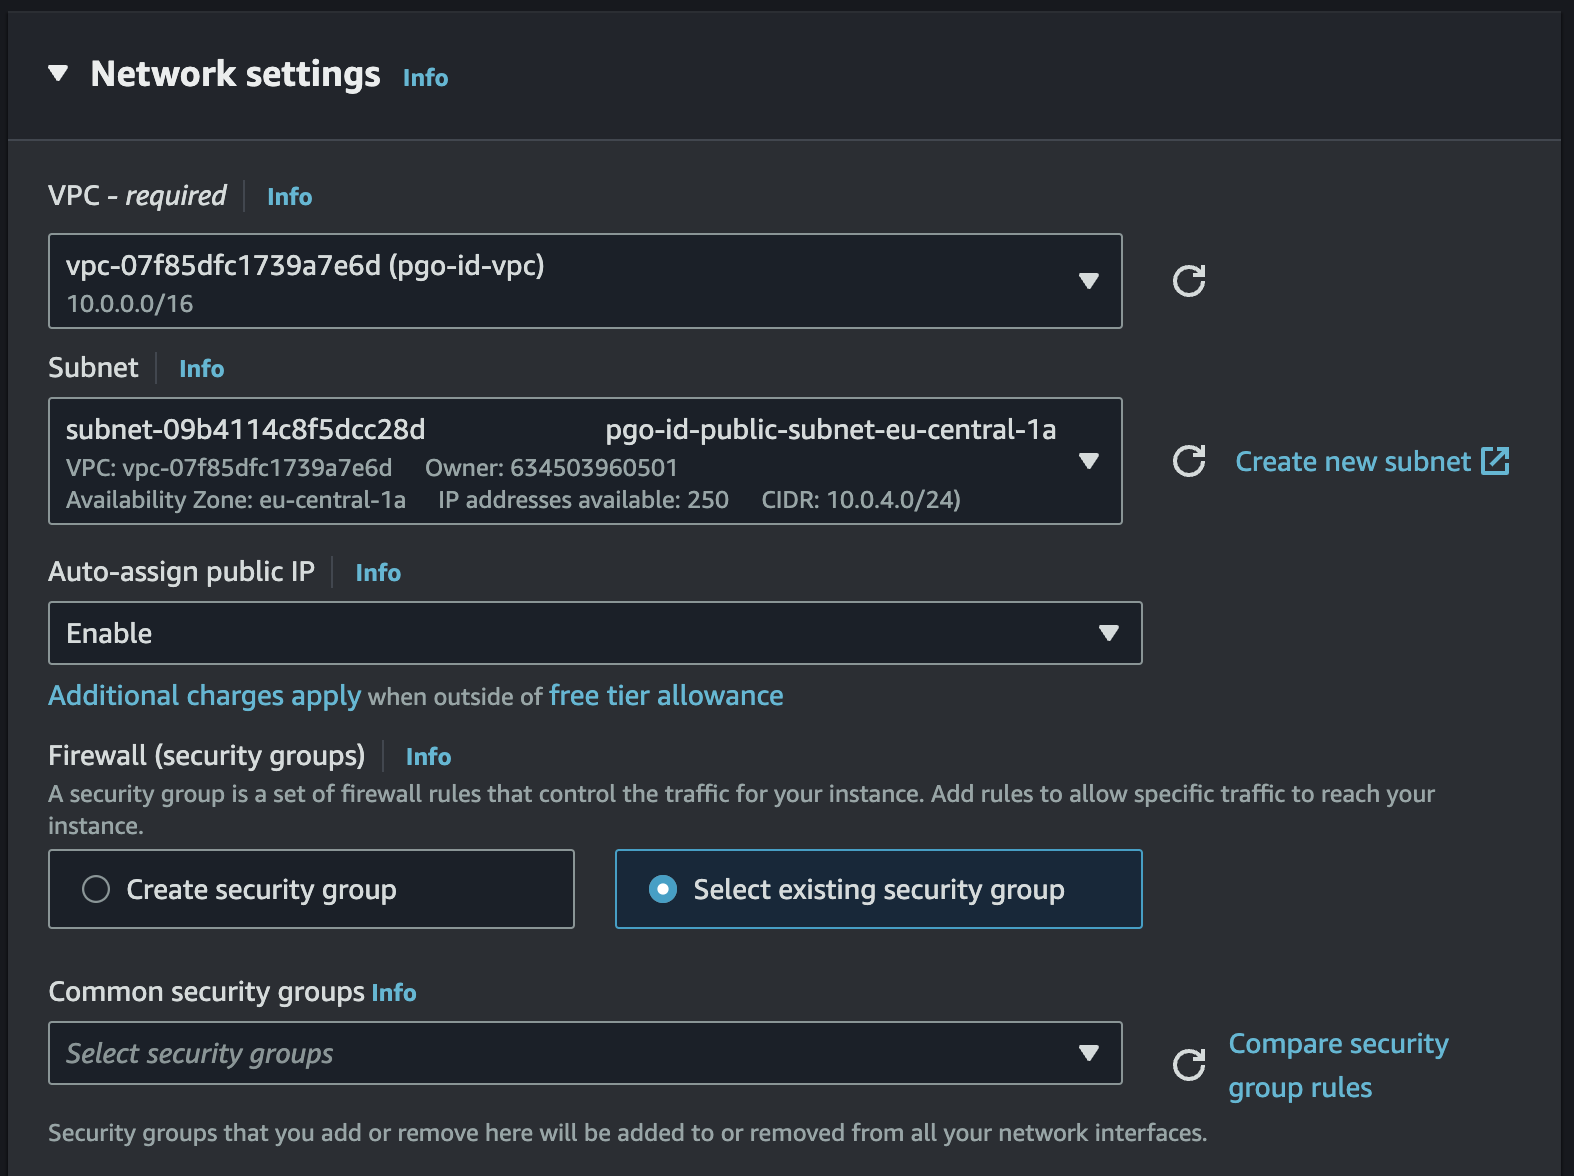 Network settings Info
VPC - required Info
vpc-07f85dfc1739a7e6d (pgo-id-vpc)
10.0.0.0/16
Subnet Info
subnet-09b4114c8f5dcc28d pgo-id-public-subnet-eu-central-1a
VPC: vpc-07f85dfc1739a7e6d Owner: 634503960501
Availability Zone: eu-central-1a IP addresses available: 250 CIDR: 10.0.4.0/24)
Create new subnet
Auto-assign public IP Info
Enable
Additional charges apply when outside of free tier allowance
Firewall (security groups) Info
A security group is a set of firewall rules that control the traffic for your instance. Add rules to allow specific traffic to reach your
instance.
Create security group Select existing security group
Common security groups Info
Select security groups
Compare security
group rules
Security groups that you add or remove here will be added to or removed from all your network interfaces.